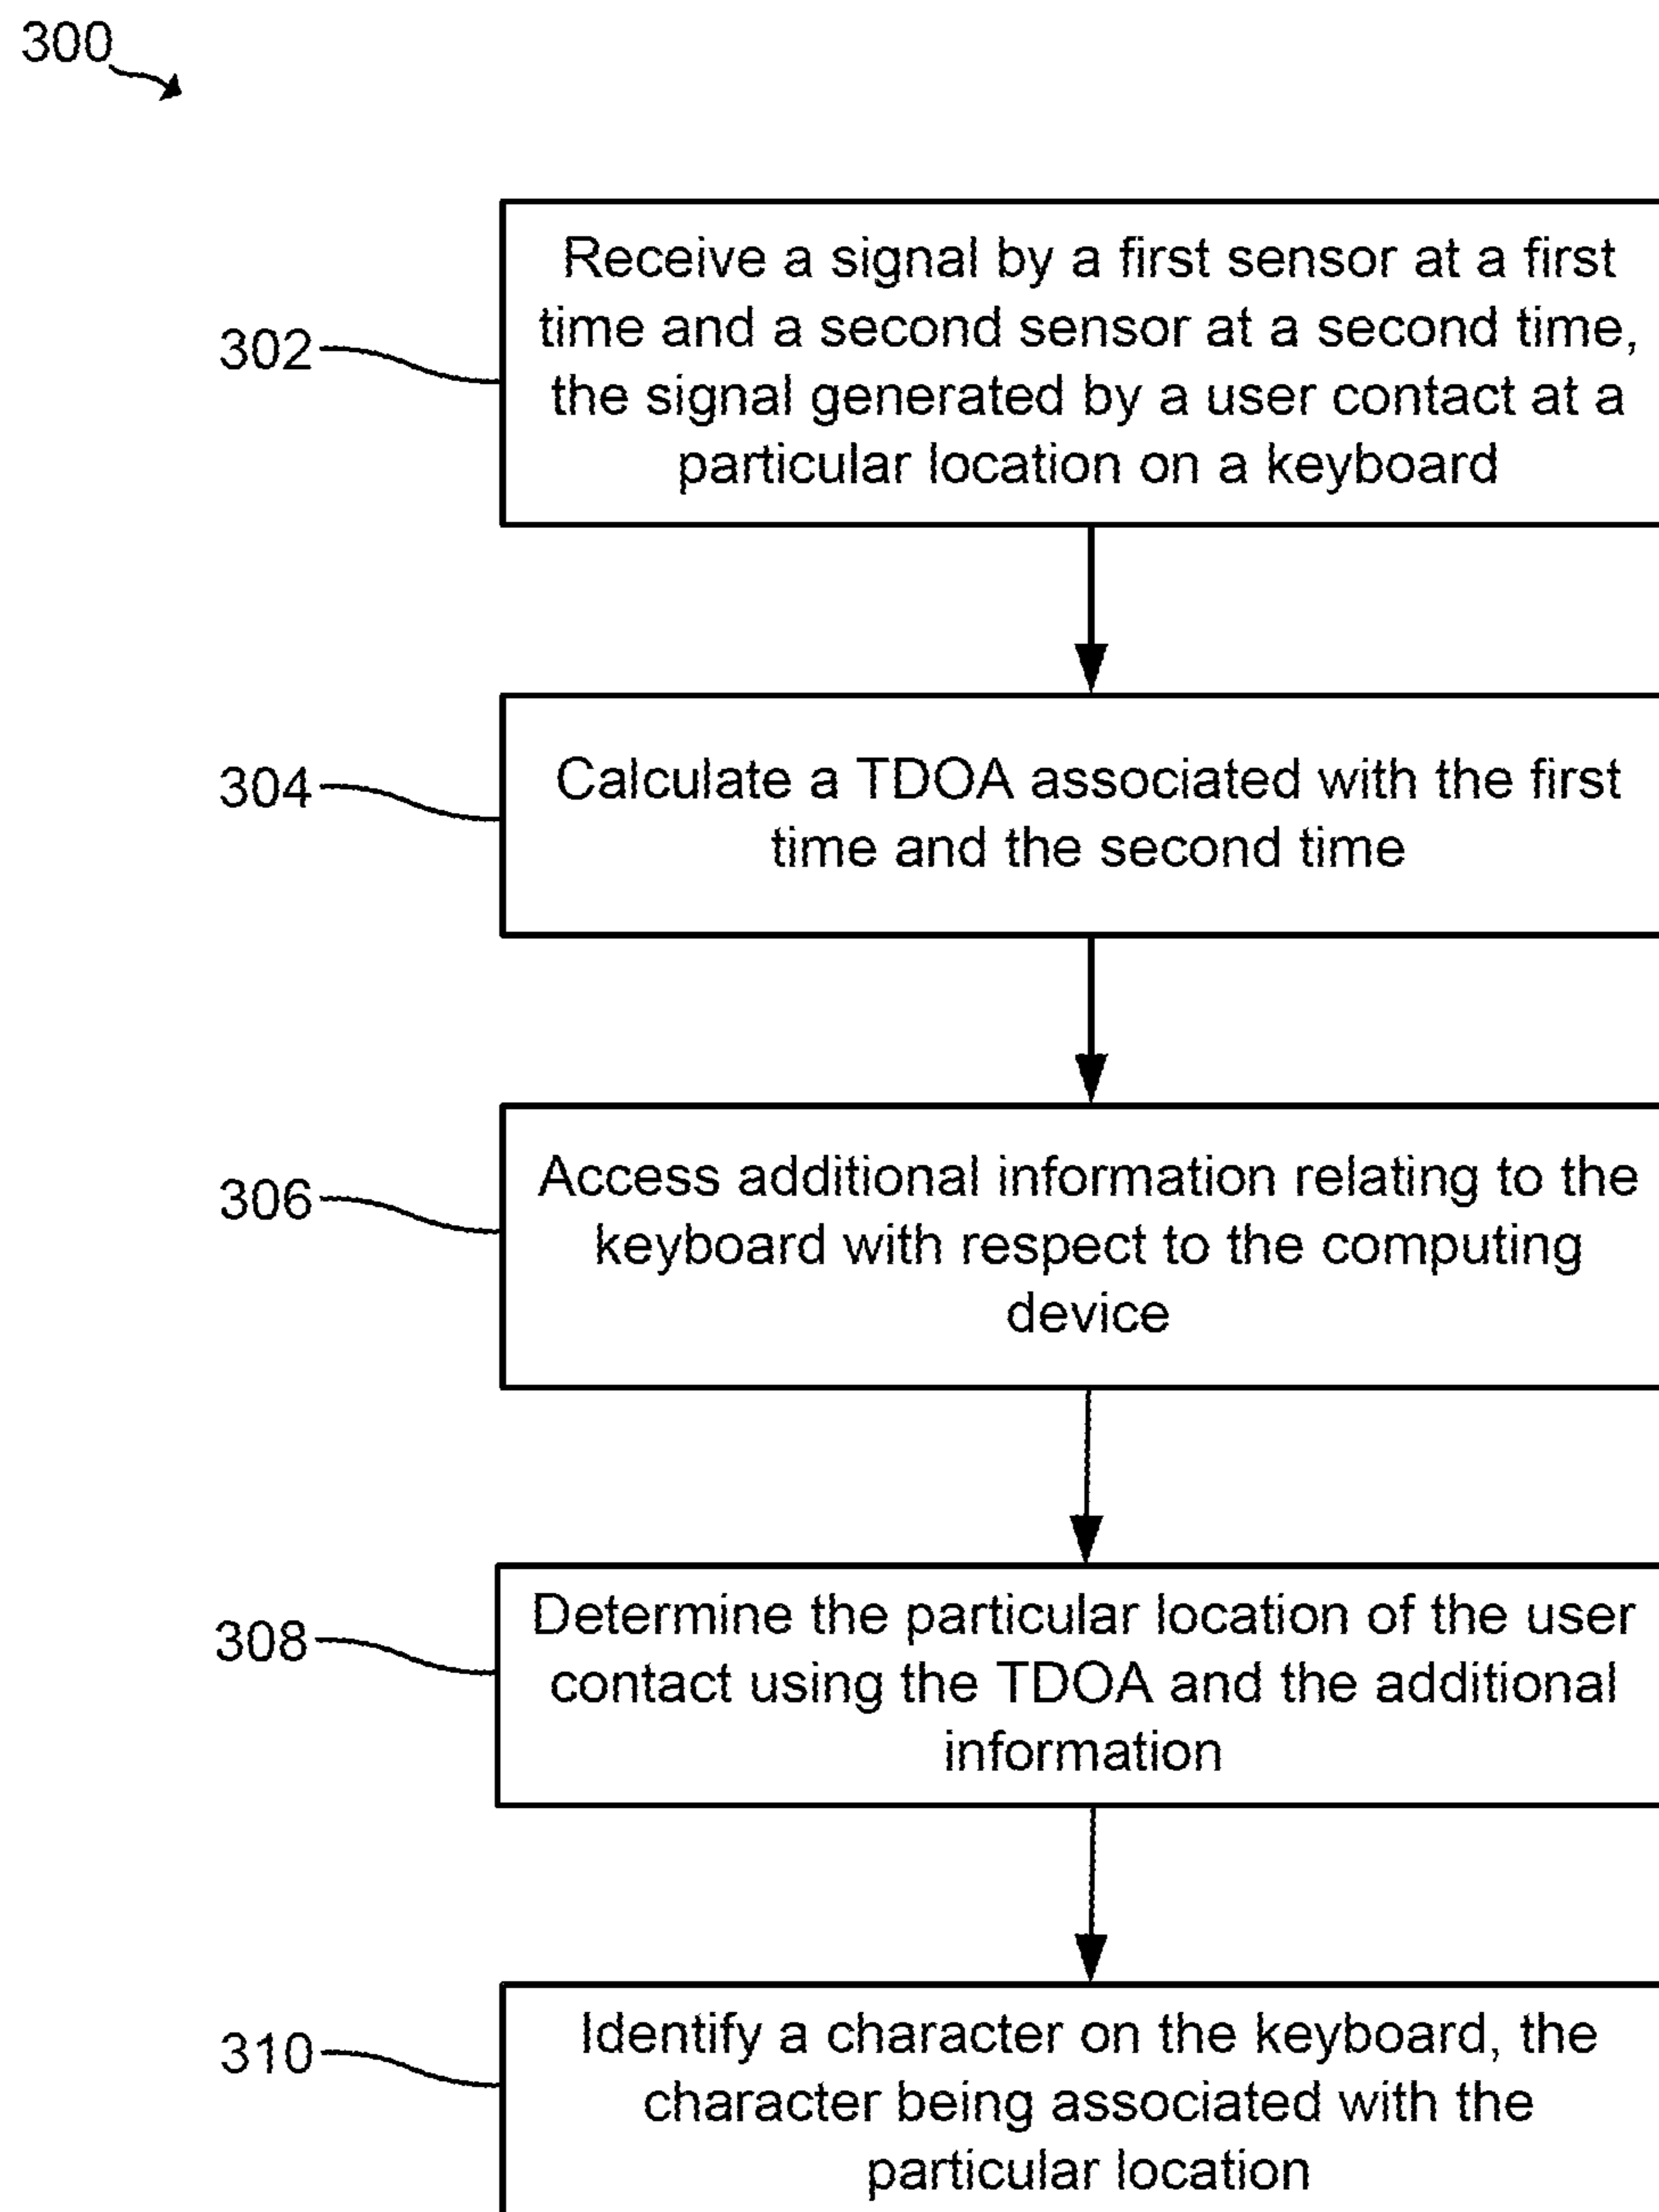 300
302
Receive a signal by a first sensor at a first
time and a second sensor at a second time,
the signal generated by a user contact at a
particular location on a keyboard
304
Calculate a TDOA associated with the first
time and the second time
306
Access additional information relating to the
keyboard with respect to the computing
device
308
Determine the particular location of the user
contact using the TDOA and the additional
information
310
Identify a character on the keyboard, the
character being associated with the
particular location